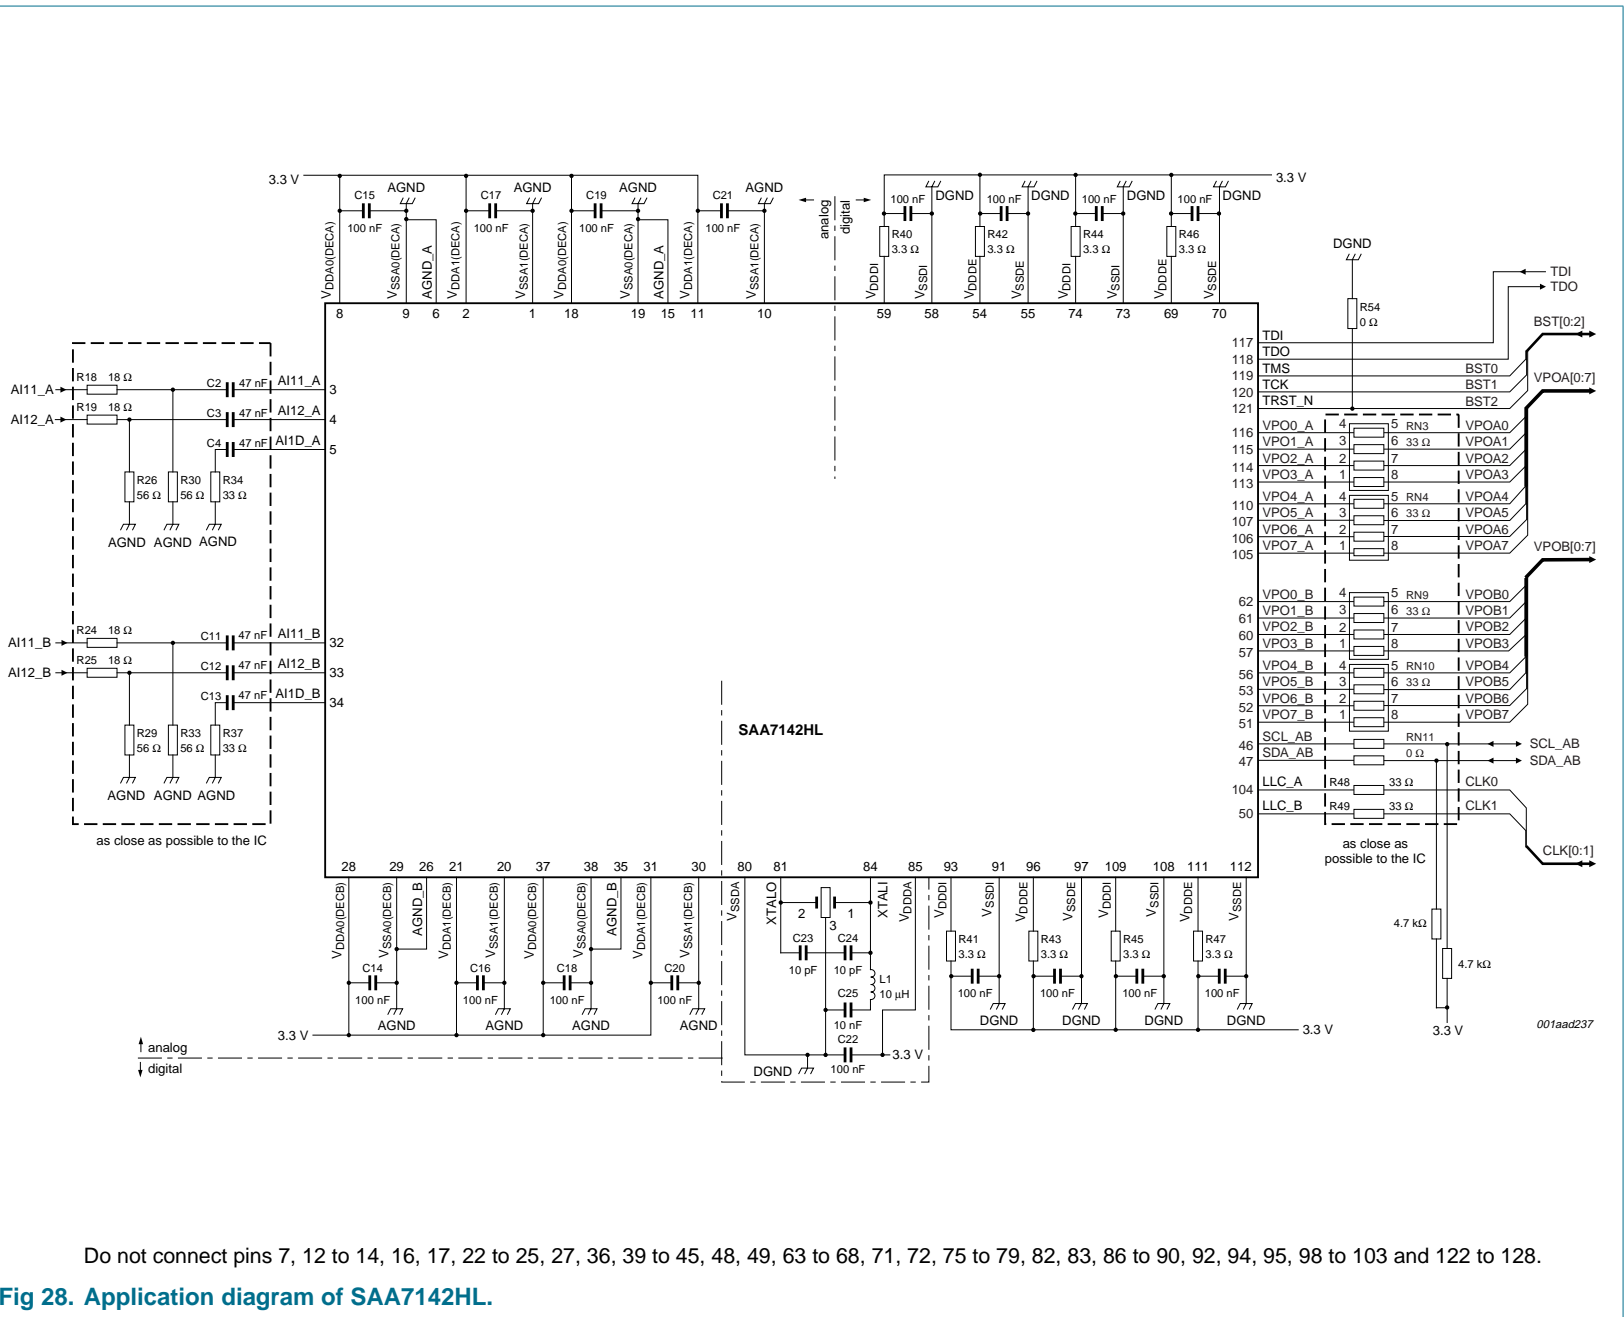 3.3 V
C15 AGND C17 AGND C19 AGND C21 AGND
100 nF 100 nF 100 nF 100 nF
VDDA0(DECA) VSSA0(DECA) AGND_A VDDA1(DECA) VSSA1(DECA) VDDA0(DECA) VSSA0(DECA) AGND_A VDDA1(DECA) VSSA1(DECA)
8 9 6 2 1 18 19 15 11 10
analog
digital
3.3 V
100 nF DGND 100 nF DGND 100 nF DGND 100 nF DGND
R40 R42 R44 R46
3.3 Ω 3.3 Ω 3.3 Ω 3.3 Ω
VDDDI VSSDI VDDDE VSSDE VDDDI VSSDI VDDDE VSSDE
59 58 54 55 74 73 69 70
DGND
R54
0 Ω
TDI
TDO
BST[0:2]
VPOA[0:7]
VPOB[0:7]
117 TDI
118 TDO
119 TMS BST0
120 TCK BST1
121 TRST_N BST2
116 VPO0_A 4 5 RN3 VPOA0
115 VPO1_A 3 6 33 Ω VPOA1
114 VPO2_A 2 7 VPOA2
113 VPO3_A 1 8 VPOA3
110 VPO4_A 4 5 RN4 VPOA4
107 VPO5_A 3 6 33 Ω VPOA5
106 VPO6_A 2 7 VPOA6
105 VPO7_A 1 8 VPOA7
62 VPO0_B 4 5 RN9 VPOB0
61 VPO1_B 3 6 33 Ω VPOB1
60 VPO2_B 2 7 VPOB2
57 VPO3_B 1 8 VPOB3
56 VPO4_B 4 5 RN10 VPOB4
53 VPO5_B 3 6 33 Ω VPOB5
52 VPO6_B 2 7 VPOB6
51 VPO7_B 1 8 VPOB7
46 SCL_AB RN11 SCL_AB
47 SDA_AB 0 Ω SDA_AB
104 LLC_A R48 33 Ω CLK0
50 LLC_B R49 33 Ω CLK1
CLK[0:1]
as close as
possible to the IC
4.7 kΩ
4.7 kΩ
3.3 V
001aad237
AI11_A R18 18 Ω C2 47 nF AI11_A 3
AI12_A R19 18 Ω C3 47 nF AI12_A 4
C4 47 nF AI1D_A 5
R26 R30 R34
56 Ω 56 Ω 33 Ω
AGND AGND AGND
AI11_B R24 18 Ω C11 47 nF AI11_B 32
AI12_B R25 18 Ω C12 47 nF AI12_B 33
C13 47 nF AI1D_B 34
R29 R33 R37
56 Ω 56 Ω 33 Ω
AGND AGND AGND
as close as possible to the IC
SAA7142HL
28 29 26 21 20 37 38 35 31 30 80 81 84 85 93 91 96 97 109 108 111 112
VDDA0(DECB) VSSA0(DECB) AGND_B VDDA1(DECB) VSSA1(DECB) VDDA0(DECB) VSSA0(DECB) AGND_B VDDA1(DECB) VSSA1(DECB) VSSDA XTALO XTALI VDDDA VDDDI VSSDI VDDDE VSSDE VDDDI VSSDI VDDDE VSSDE
2 1
3
C23 C24
10 pF 10 pF
L1
10 µH
C25
10 nF
C22
100 nF
DGND
3.3 V
C14 C16 C18 C20
100 nF 100 nF 100 nF 100 nF
AGND AGND AGND AGND
3.3 V
R41 R43 R45 R47
3.3 Ω 3.3 Ω 3.3 Ω 3.3 Ω
100 nF 100 nF 100 nF 100 nF
DGND DGND DGND DGND
3.3 V
analog
digital
Do not connect pins 7, 12 to 14, 16, 17, 22 to 25, 27, 36, 39 to 45, 48, 49, 63 to 68, 71, 72, 75 to 79, 82, 83, 86 to 90, 92, 94, 95, 98 to 103 and 122 to 128.
Fig 28. Application diagram of SAA7142HL.